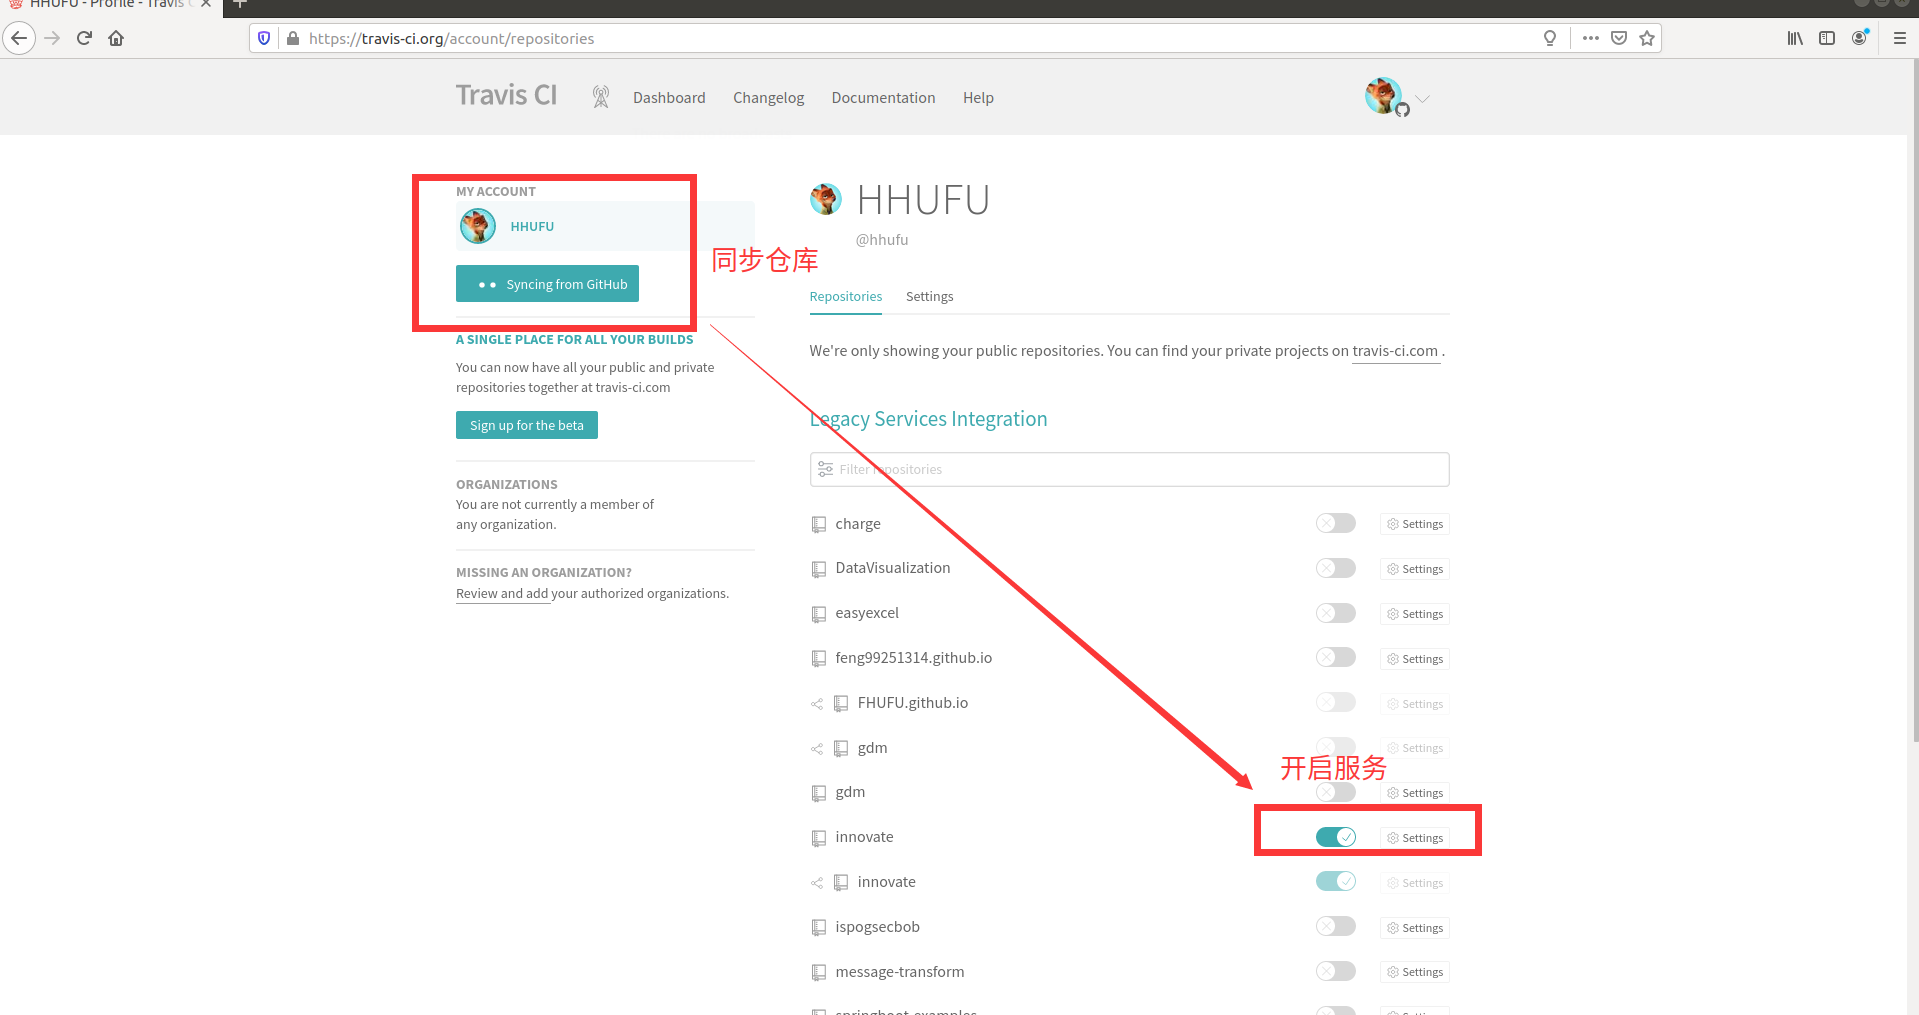 HHUFU - Profile - Travis C
https://travis-ci.org/account/repositories
Travis CI
Dashboard
Changelog
Documentation
Help
MY ACCOUNT
HHUFU
Syncing from GitHub
同步仓库
A SINGLE PLACE FOR ALL YOUR BUILDS
You can now have all your public and private
repositories together at travis-ci.com
Sign up for the beta
ORGANIZATIONS
You are not currently a member of
any organization.
MISSING AN ORGANIZATION?
Review and add your authorized organizations.
HHUFU
@hhufu
Repositories
Settings
We're only showing your public repositories. You can find your private projects on travis-ci.com .
Legacy Services Integration
Filter repositories
charge
Settings
DataVisualization
Settings
easyexcel
Settings
feng99251314.github.io
Settings
FHUFU.github.io
Settings
gdm
Settings
开启服务
gdm
Settings
innovate
Settings
innovate
Settings
ispogsecbob
Settings
message-transform
Settings
springboot-examples